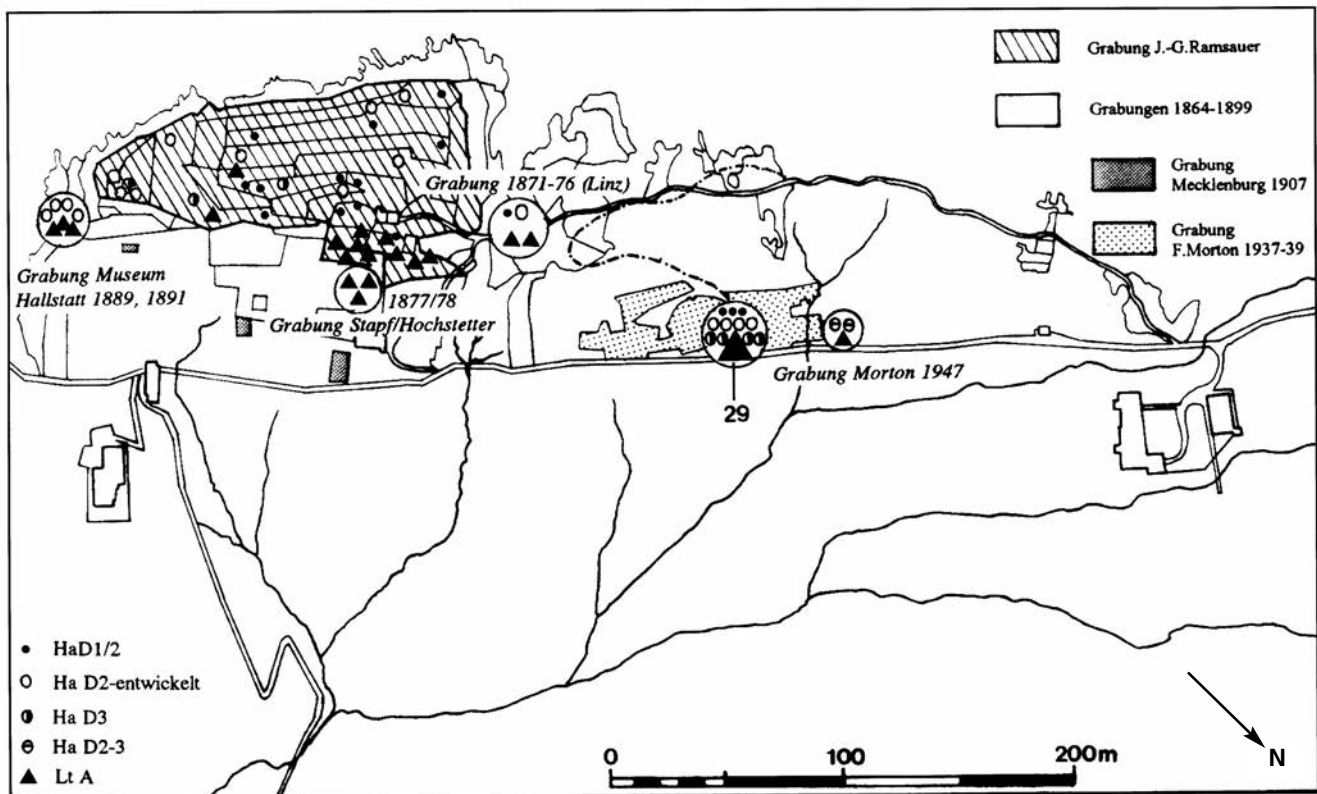 Grabung J.-G.Ramsauer
Grabungen 1864-1899
Grabung
Mecklenburg 1907
Grabung
F.Morton 1937-39
Grabung 1871-76 (Linz)
Grabung Museum
Hallstatt 1889, 1891
1877/78
Grabung Stapf/Hochstetter
Grabung Morton 1947
29
HaD1/2
Ha D2-entwickelt
Ha D3
Ha D2-3
Lt A
0 100 200m
N